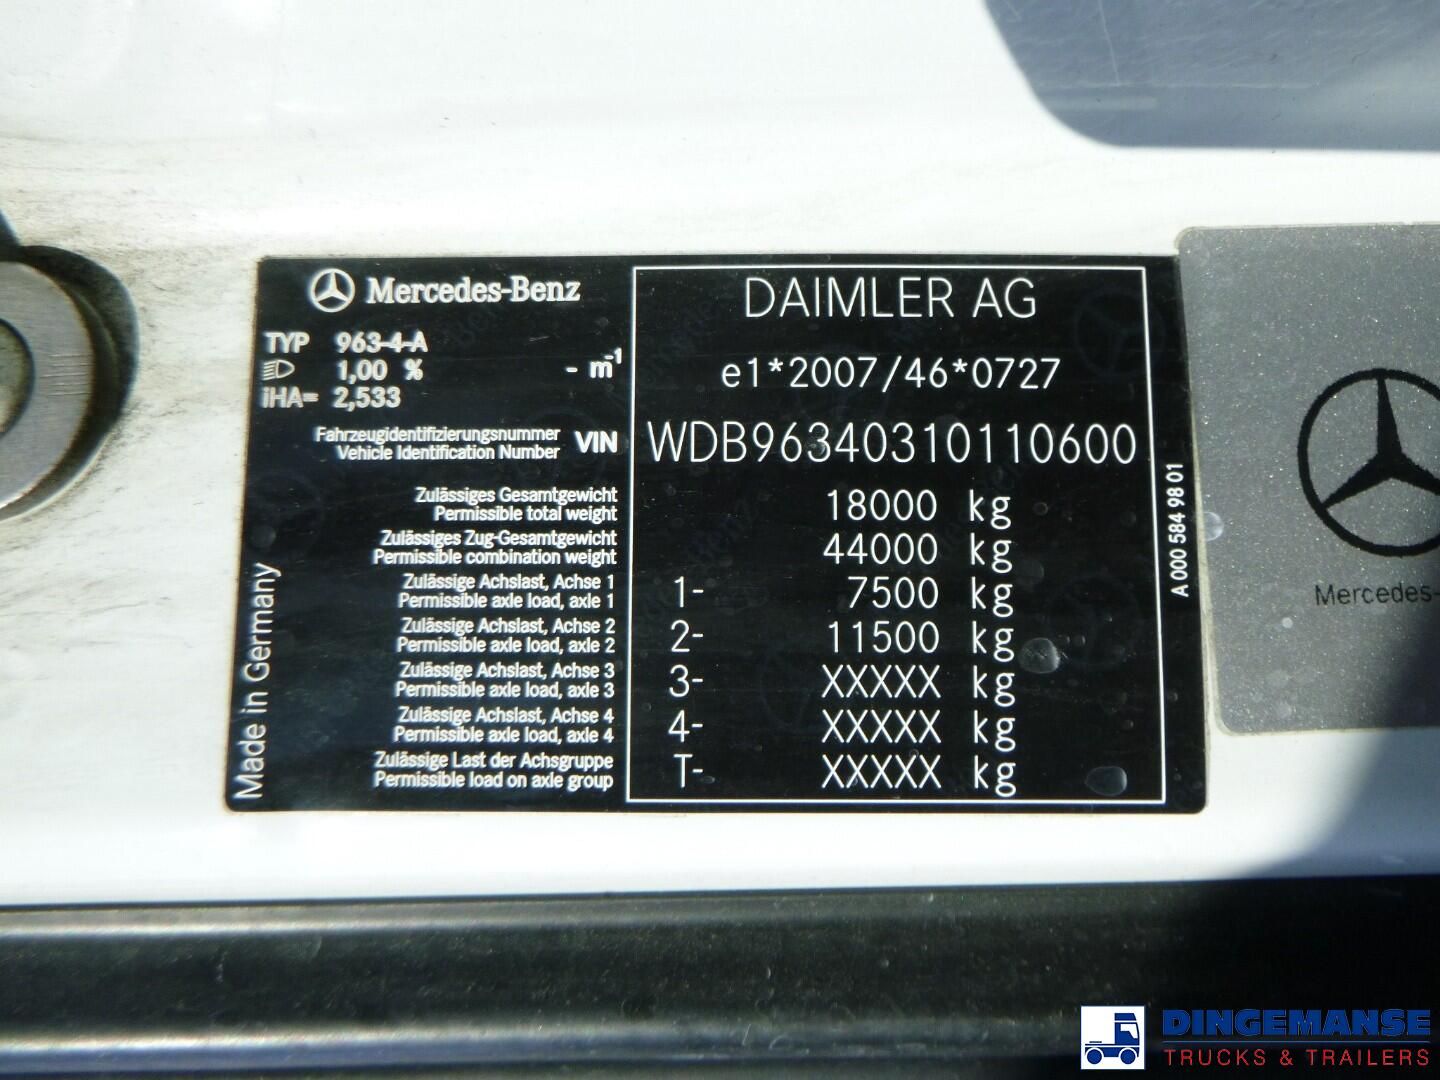 Mercedes-Benz
TYP 963-4-A
1,00 % - m-1
iHA= 2,533
Fahrzeugidentifizierungsnummer
Vehicle Identification Number VIN
Zulässiges Gesamtgewicht
Permissible total weight
Zulässiges Zug-Gesamtgewicht
Permissible combination weight
Zulässige Achslast, Achse 1
Permissible axle load, axle 1
Zulässige Achslast, Achse 2
Permissible axle load, axle 2
Zulässige Achslast, Achse 3
Permissible axle load, axle 3
Zulässige Achslast, Achse 4
Permissible axle load, axle 4
Zulässige Last der Achsgruppe
Permissible load on axle group
Made in Germany
DAIMLER AG
e1*2007/46*0727
WDB96340310110600
18000 kg
44000 kg
1- 7500 kg
2- 11500 kg
3- XXXXX kg
4- XXXXX kg
T- XXXXX kg
A 000 584 98 01
Mercedes-
DINGEMANSE
TRUCKS & TRAILERS